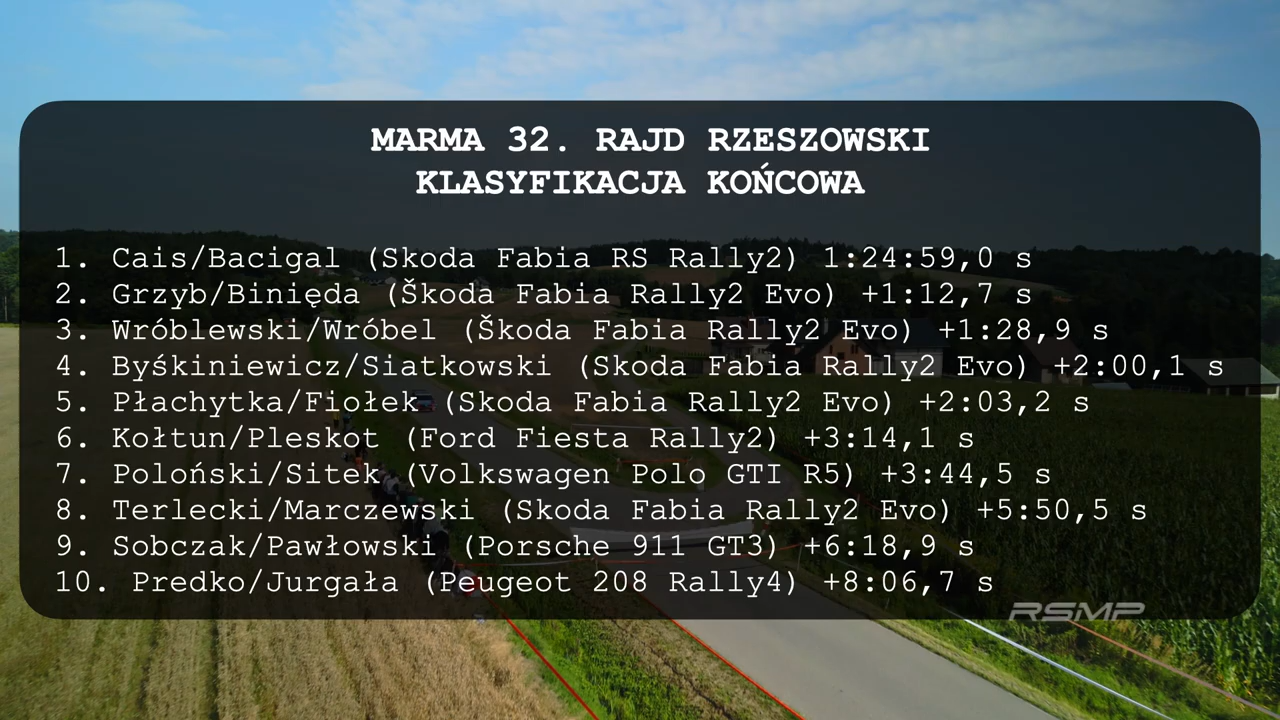 MARMA 32. RAJD RZESZOWSKI
KLASYFIKACJA KOŃCOWA
1. Cais/Bacigal (Skoda Fabia RS Rally2) 1:24:59,0 s
2. Grzyb/Binięda (Škoda Fabia Rally2 Evo) +1:12,7 s
3. Wróblewski/Wróbel (Škoda Fabia Rally2 Evo) +1:28,9 s
4. Byśkiniewicz/Siatkowski (Skoda Fabia Rally2 Evo) +2:00,1 s
5. Płachytka/Fiołek (Skoda Fabia Rally2 Evo) +2:03,2 s
6. Kołtun/Pleskot (Ford Fiesta Rally2) +3:14,1 s
7. Poloński/Sitek (Volkswagen Polo GTI R5) +3:44,5 s
8. Terlecki/Marczewski (Skoda Fabia Rally2 Evo) +5:50,5 s
9. Sobczak/Pawłowski (Porsche 911 GT3) +6:18,9 s
10. Predko/Jurgała (Peugeot 208 Rally4) +8:06,7 s
RSMP